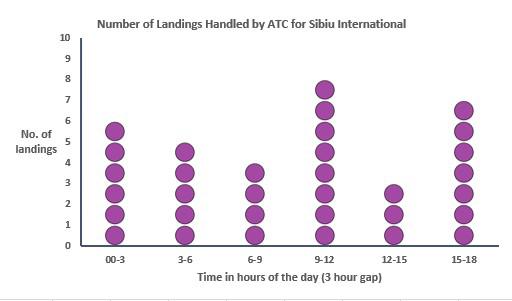 Number of Landings Handled by ATC for Sibiu International
10
9
8
7
6
5
4
3
2
1
0
No. of
landings
00-3 3-6 6-9 9-12 12-15 15-18
Time in hours of the day (3 hour gap)